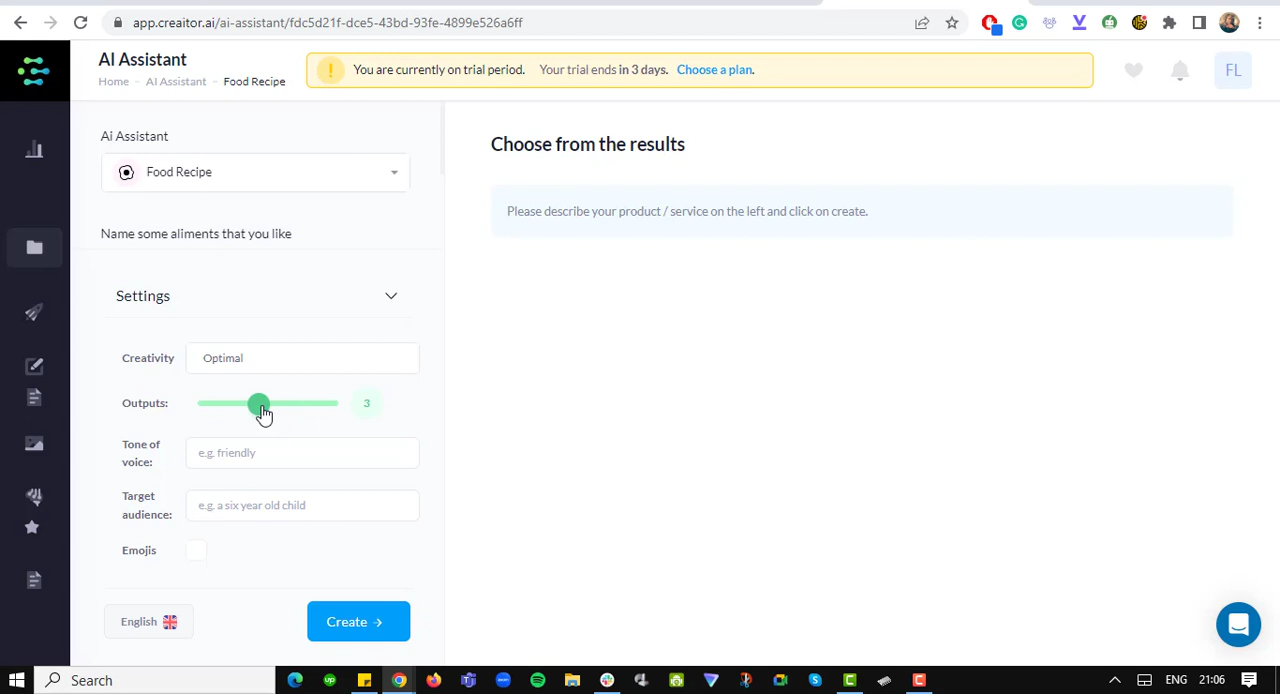 app.creaitor.ai/ai-assistant/fdc5d21f-dce5-43bd-93fe-4899e526a6ff
AI Assistant
Home - AI Assistant - Food Recipe
You are currently on trial period. Your trial ends in 3 days. Choose a plan.
FL
Ai Assistant
Food Recipe
Name some aliments that you like
Settings
Creativity
Optimal
Outputs:
3
Tone of
voice:
e.g. friendly
Target
audience:
e.g. a six year old child
Emojis
English
Create →
Choose from the results
Please describe your product / service on the left and click on create.
Search
ENG
21:06